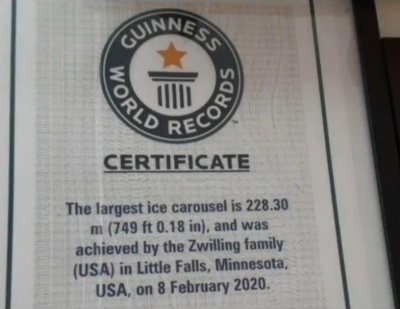 GUINNESS
WORLD RECORDS
CERTIFICATE
The largest ice carousel is 228.30
m (749 ft 0.18 in), and was
achieved by the Zwilling family
(USA) in Little Falls, Minnesota,
USA, on 8 February 2020.